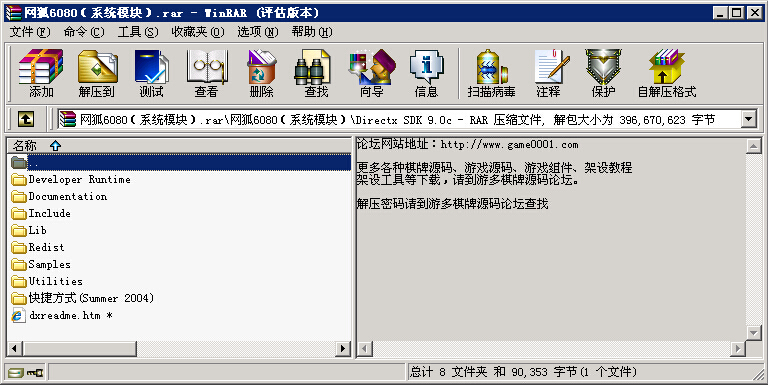 网狐6080(系统模块).rar - WinRAR (评估版本)
文件(F) 命令(C) 工具(S) 收藏夹(O) 选项(N) 帮助(H)
添加 解压到 测试 查看 删除 查找 向导 信息 扫描病毒 注释 保护 自解压格式
网狐6080(系统模块).rar\网狐6080(系统模块)\Directx SDK 9.0c - RAR 压缩文件, 解包大小为 396,670,623 字节
名称
..
Developer Runtime
Documentation
Include
Lib
Redist
Samples
Utilities
快捷方式(Summer 2004)
dxreadme.htm *
论坛网站地址：http://www.game0001.com
更多各种棋牌源码、游戏源码、游戏组件、架设教程
架设工具等下载，请到游多棋牌源码论坛。
解压密码请到游多棋牌源码论坛查找
总计 8 文件夹 和 90,353 字节(1 个文件)